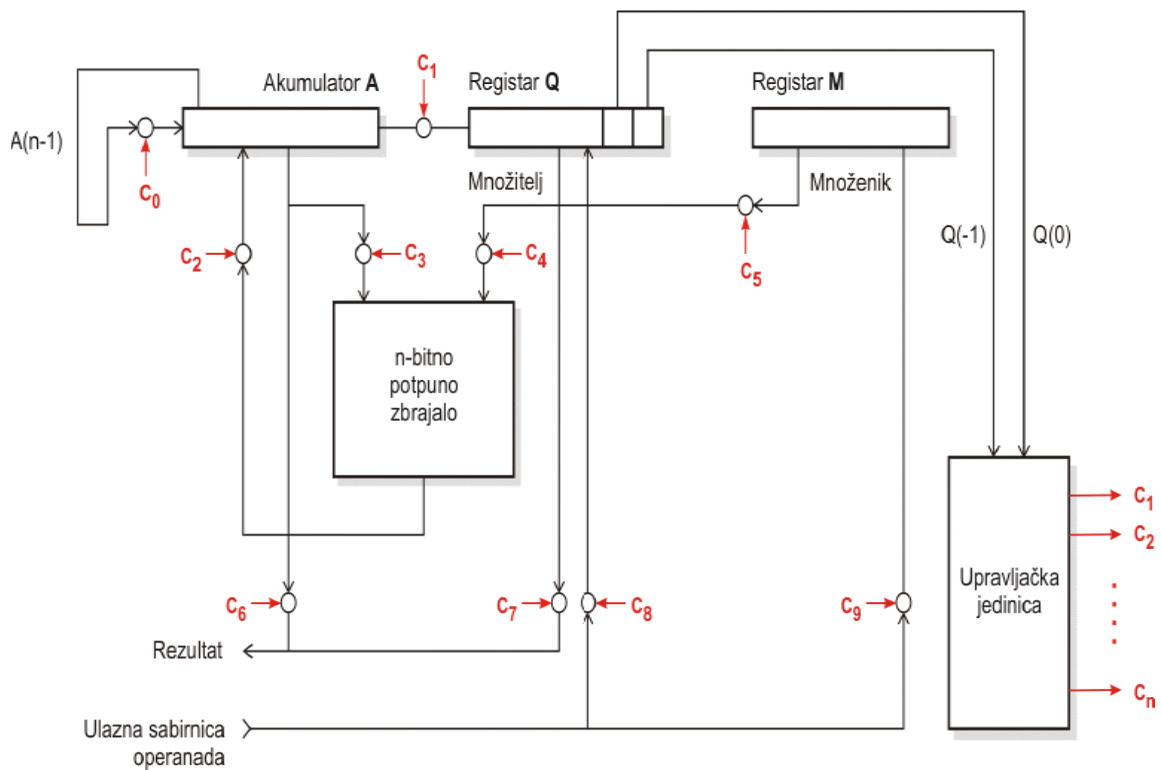 Akumulator A
C1
Registar Q
Registar M
A(n-1)
C0
Množitelj
Množenik
C2
C3
C4
C5
Q(-1)
Q(0)
n-bitno
potpuno
zbrajalo
C6
C7
C8
C9
Upravljačka
jedinica
C1
C2
Cn
Rezultat
Ulazna sabirnica
operanada